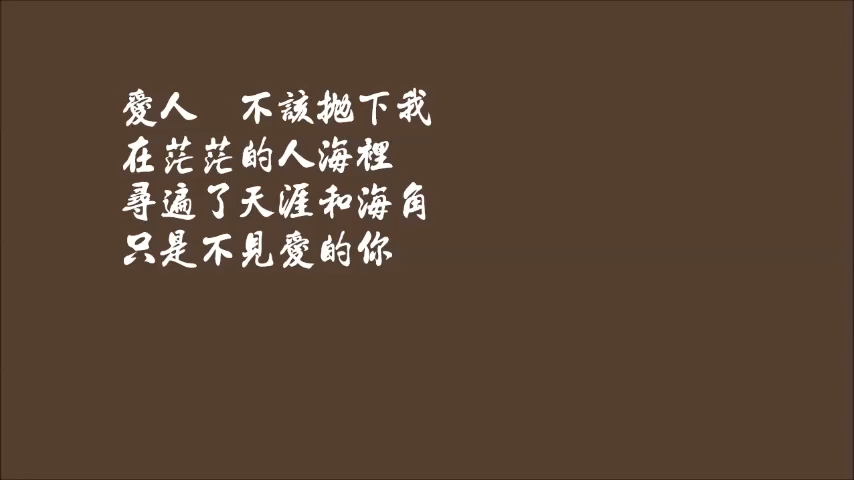 愛人　不該拋下我
在茫茫的人海裡
尋遍了天涯和海角
只是不見愛的你